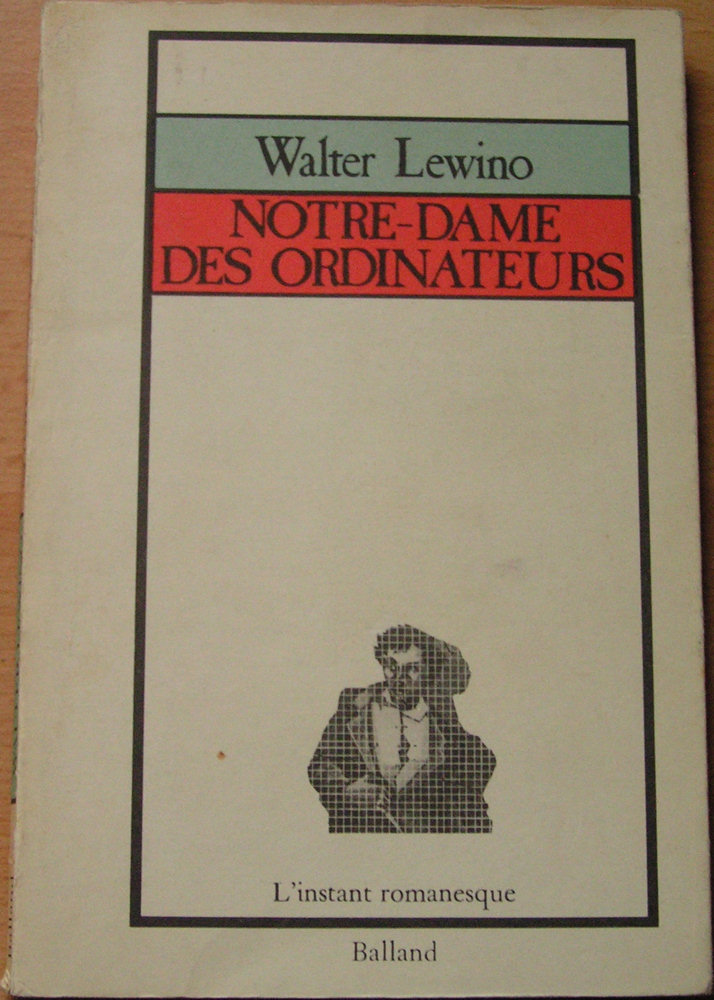 Walter Lewino
NOTRE-DAME
DES ORDINATEURS
L'instant romanesque
Balland